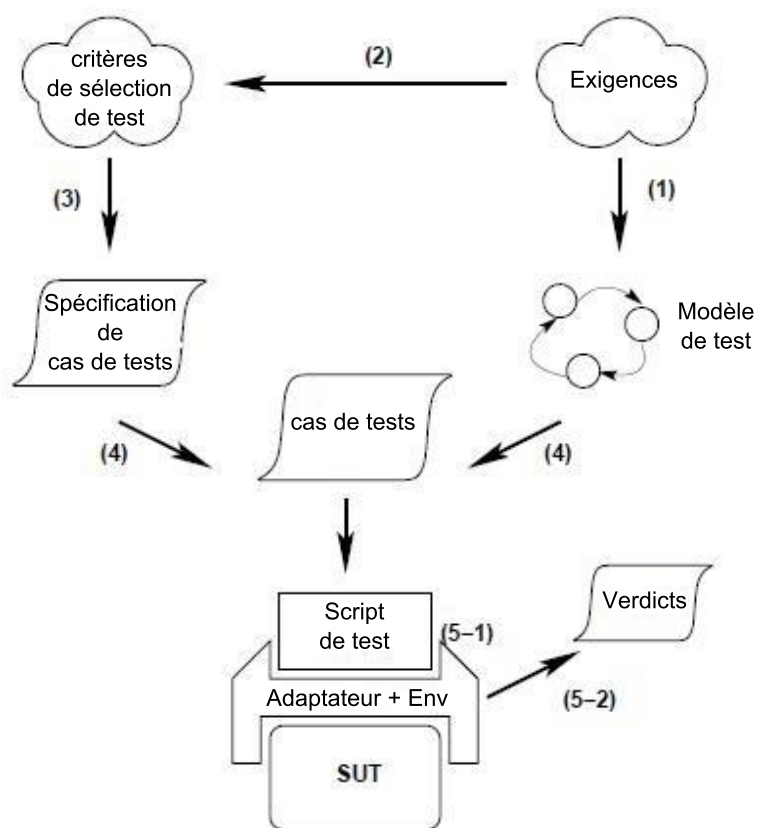 critères
de sélection
de test
(2)
Exigences
(3)
(1)
Spécification
de
cas de tests
Modèle
de test
cas de tests
(4)
(4)
Script
de test
(5–1)
Verdicts
Adaptateur + Env
(5–2)
SUT